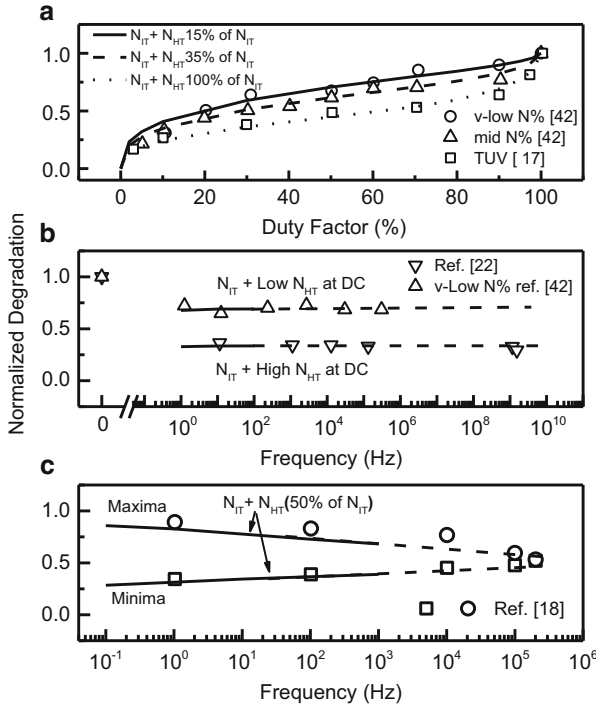 a
N_IT + N_HT 15% of N_IT
N_IT + N_HT 35% of N_IT
N_IT + N_HT 100% of N_IT
v-low N% [42]
mid N% [42]
TUV [ 17]
1.0
0.5
0.0
0 20 40 60 80 100
Duty Factor (%)
Normalized Degradation
b
N_IT + Low N_HT at DC
Ref. [22]
v-Low N% ref. [42]
N_IT + High N_HT at DC
1.0
0.5
0.0
0 10^0 10^2 10^4 10^6 10^8 10^10
Frequency (Hz)
c
Maxima
N_IT + N_HT (50% of N_IT)
Minima
Ref. [18]
1.0
0.5
0.0
10^-1 10^0 10^1 10^2 10^3 10^4 10^5 10^6
Frequency (Hz)